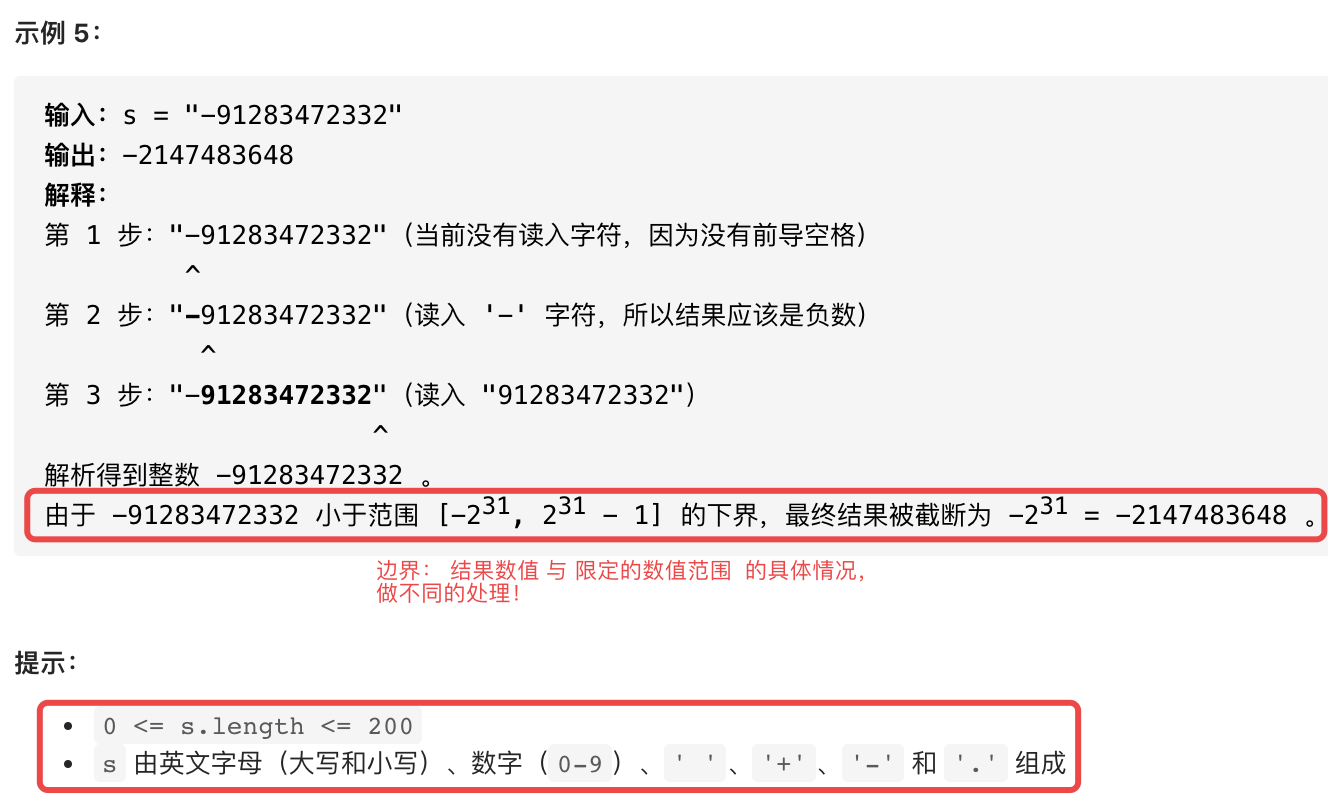 示例 5：
输入：s = "-91283472332"
输出：-2147483648
解释：
第 1 步："-91283472332"（当前没有读入字符，因为没有前导空格）
^
第 2 步："-91283472332"（读入 '-' 字符，所以结果应该是负数）
^
第 3 步："-91283472332"（读入 "91283472332"）
^
解析得到整数 -91283472332 。
由于 -91283472332 小于范围 [-2³¹, 2³¹ - 1] 的下界，最终结果被截断为 -2³¹ = -2147483648 。
边界： 结果数值 与 限定的数值范围 的具体情况，
做不同的处理！
提示：
• 0 <= s.length <= 200
• s 由英文字母（大写和小写）、数字（0-9）、' '、'+'、'-' 和 '.' 组成